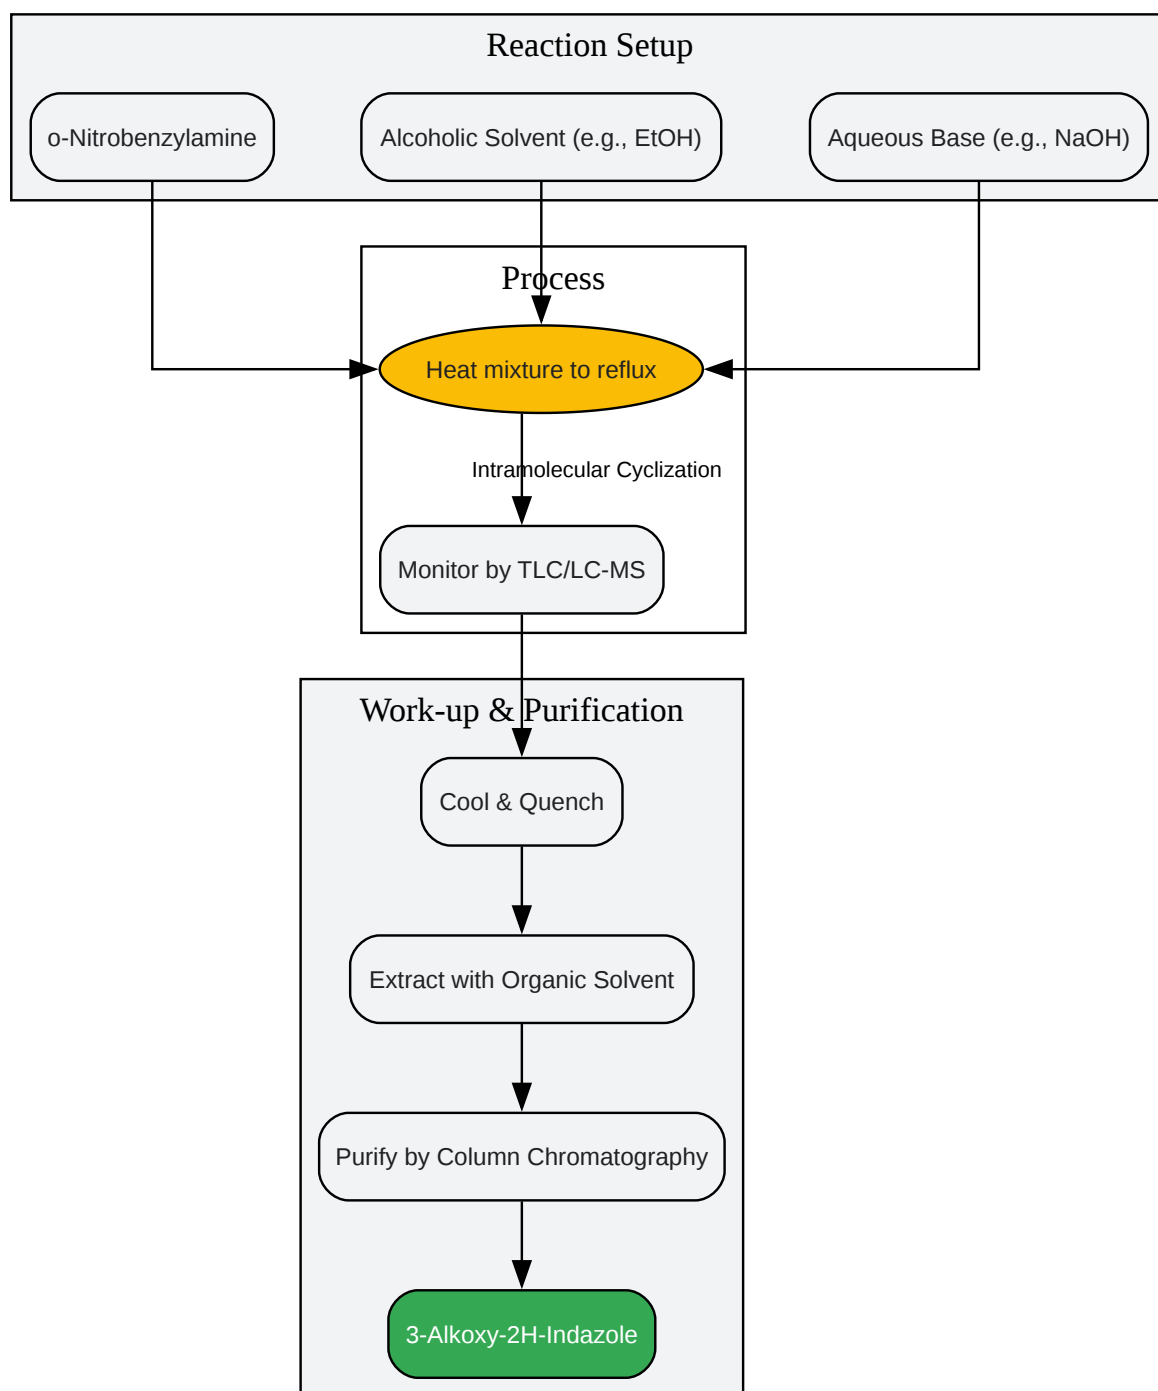 Reaction Setup
o-Nitrobenzylamine
Alcoholic Solvent (e.g., EtOH)
Aqueous Base (e.g., NaOH)
Process
Heat mixture to reflux
Intramolecular Cyclization
Monitor by TLC/LC-MS
Work-up & Purification
Cool & Quench
Extract with Organic Solvent
Purify by Column Chromatography
3-Alkoxy-2H-Indazole